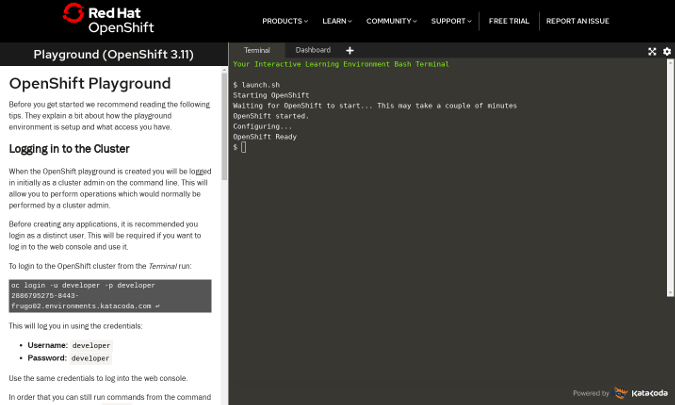 Red Hat
OpenShift
PRODUCTS LEARN COMMUNITY SUPPORT FREE TRIAL REPORT AN ISSUE
Playground (OpenShift 3.11)
OpenShift Playground
Before you get started we recommend reading the following
tips. They explain a bit about how the playground
environment is setup and what access you have.
Logging in to the Cluster
When the OpenShift playground is created you will be logged
in initially as a cluster admin on the command line. This will
allow you to perform operations which would normally be
performed by a cluster admin.
Before creating any applications, it is recommended you
login as a distinct user. This will be required if you want to
log in to the web console and use it.
To login to the OpenShift cluster from the Terminal run:
oc login -u developer -p developer
2886795275-8443-
frugo02.environments.katacoda.com ↵
This will log you in using the credentials:
• Username: developer
• Password: developer
Use the same credentials to log into the web console.
In order that you can still run commands from the command
Terminal Dashboard +
Your Interactive Learning Environment Bash Terminal
$ launch.sh
Starting OpenShift
Waiting for OpenShift to start... This may take a couple of minutes
OpenShift started.
Configuring...
OpenShift Ready
$
Powered by Katacoda